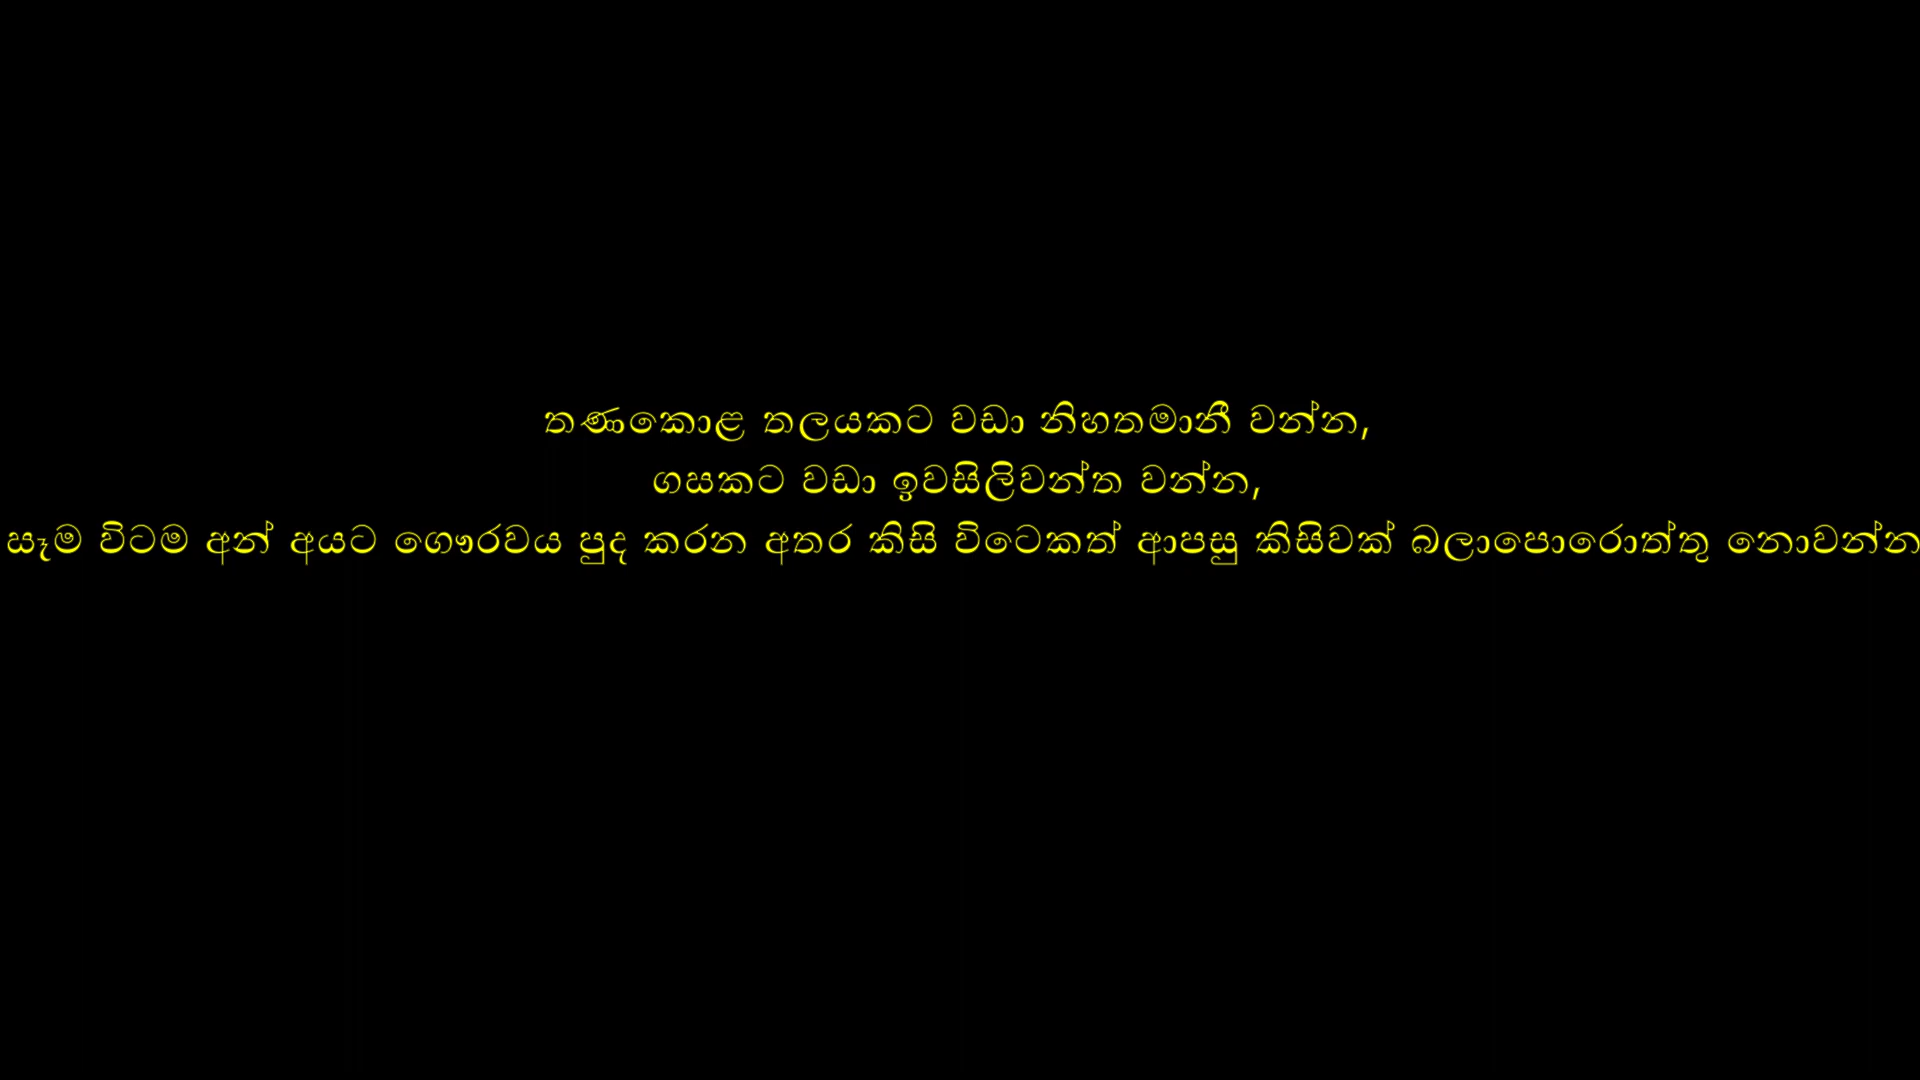 තණකොළ තලයකට වඩා නිහතමානී වන්න,
ගසකට වඩා ඉවසිලිවන්ත වන්න,
සෑම විටම අන් අයට ගෞරවය පුද කරන අතර කිසි විටෙකත් ආපසු කිසිවක් බලාපොරොත්තු නොවන්න